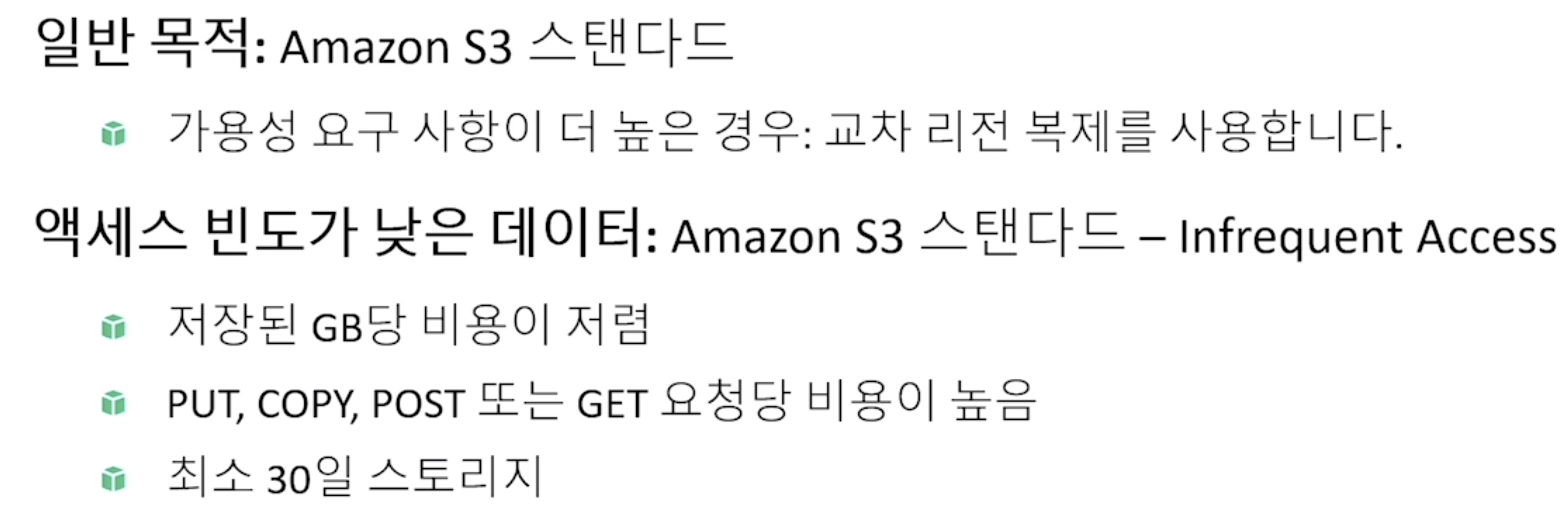 일반 목적: Amazon S3 스탠다드
가용성 요구 사항이 더 높은 경우: 교차 리전 복제를 사용합니다.
액세스 빈도가 낮은 데이터: Amazon S3 스탠다드 – Infrequent Access
저장된 GB당 비용이 저렴
PUT, COPY, POST 또는 GET 요청당 비용이 높음
최소 30일 스토리지